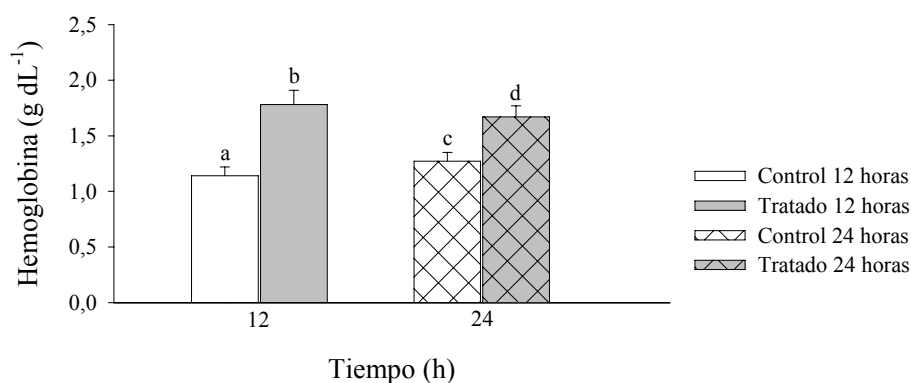 Hemoglobina (g dL-1)
2,5
2,0
1,5
1,0
0,5
0,0
a
b
c
d
12
24
Tiempo (h)
Control 12 horas
Tratado 12 horas
Control 24 horas
Tratado 24 horas